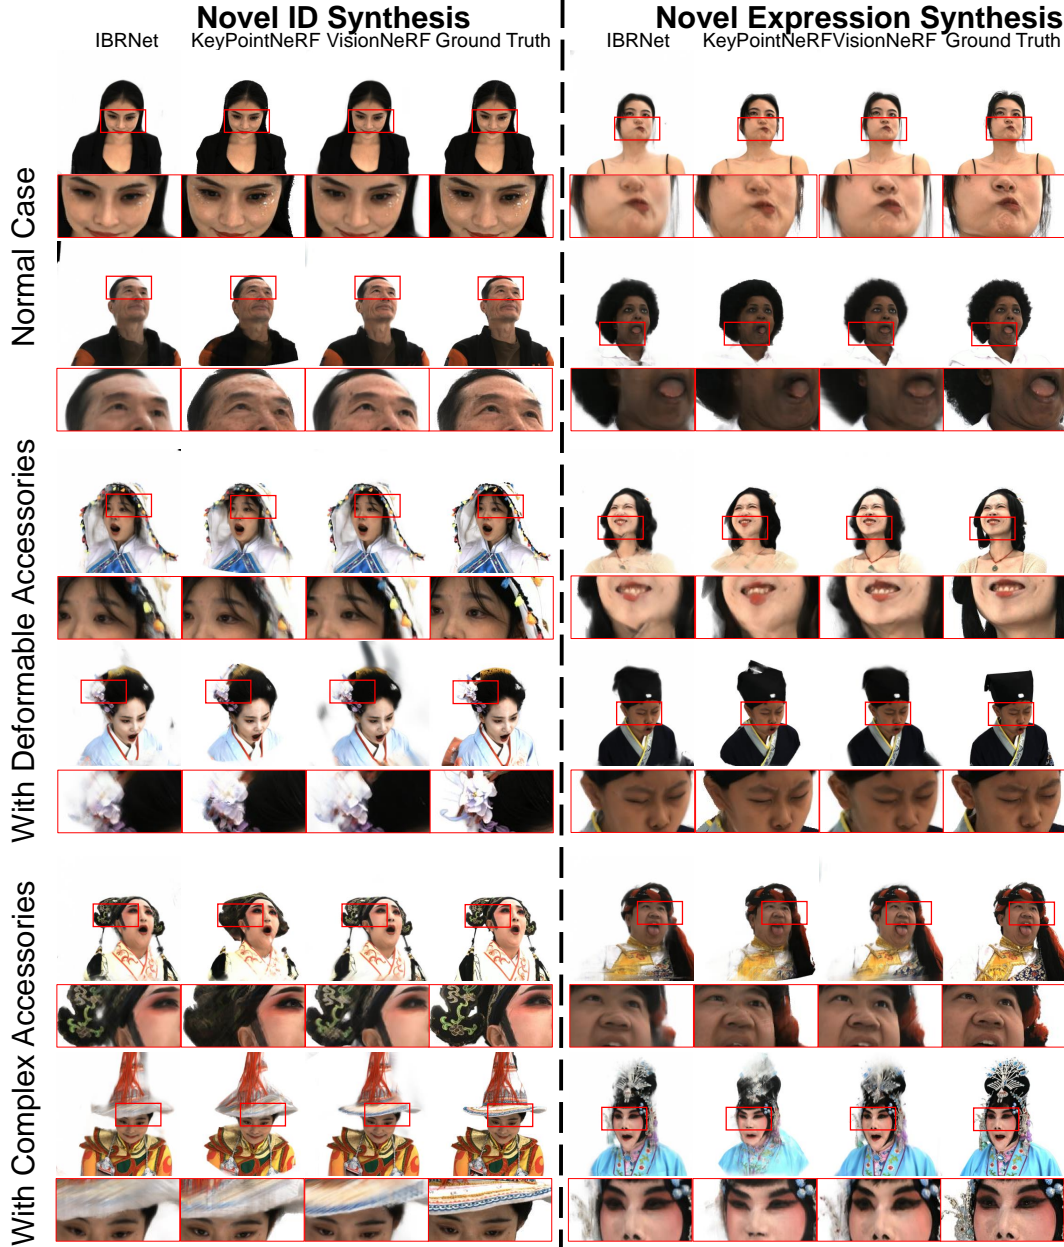 Novel ID Synthesis
Novel Expression Synthesis
IBRNet KeyPointNeRF VisionNeRF Ground Truth
IBRNet KeyPointNeRF VisionNeRF Ground Truth
Normal Case
With Deformable Accessories
With Complex Accessories